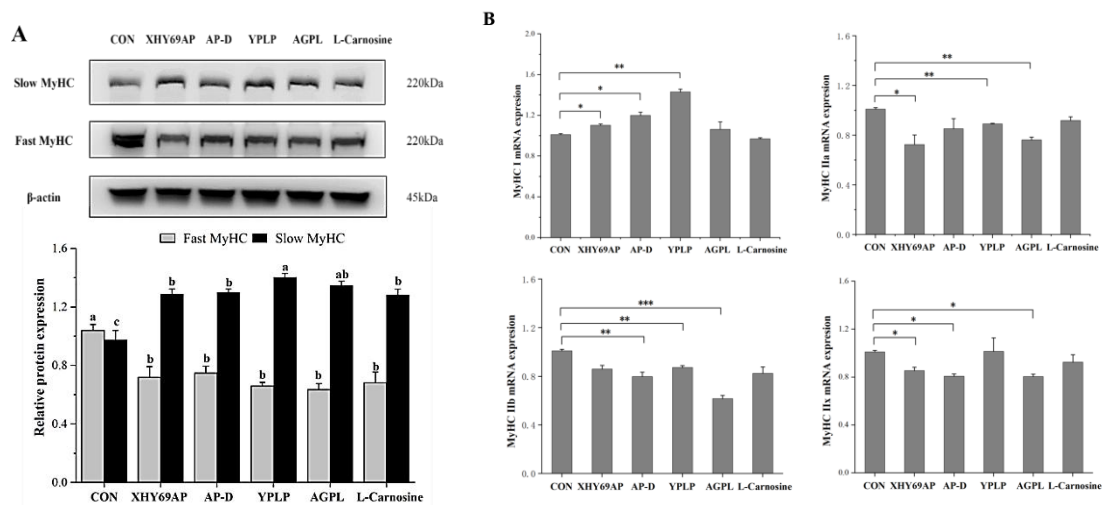 A
CON XHY69AP AP-D YPLP AGPL L-Carnosine
Slow MyHC 220kDa
Fast MyHC 220kDa
β-actin 45kDa
Fast MyHC Slow MyHC
Relative protein expression
1.6
1.2
0.8
0.4
0.0
a c b b b b a b ab b b b
CON XHY69AP AP-D YPLP AGPL L-Carnosine
B
MyHC I mRNA expresion
2.0
1.6
1.2
0.8
0.4
0.0
**
*
*
CON XHY69AP AP-D YPLP AGPL L-Carnosine
MyHC IIa mRNA expresion
1.6
1.2
0.8
0.4
0.0
**
**
*
CON XHY69AP AP-D YPLP AGPL L-Carnosine
MyHC IIb mRNA expresion
1.6
1.2
0.8
0.4
0.0
***
**
**
CON XHY69AP AP-D YPLP AGPL L-Carnosine
MyHC IIx mRNA expresion
1.6
1.2
0.8
0.4
0.0
*
*
*
CON XHY69AP AP-D YPLP AGPL L-Carnosine